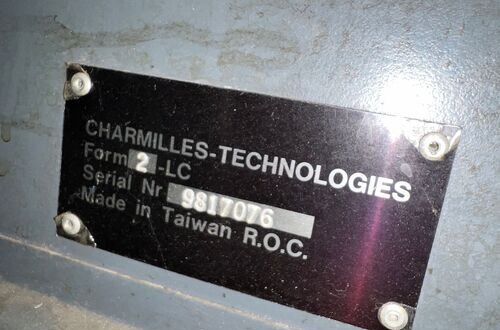 CHARMILLES-TECHNOLOGIES
Form 2 -LC
Serial Nr 9817076
Made in Taiwan R.O.C.